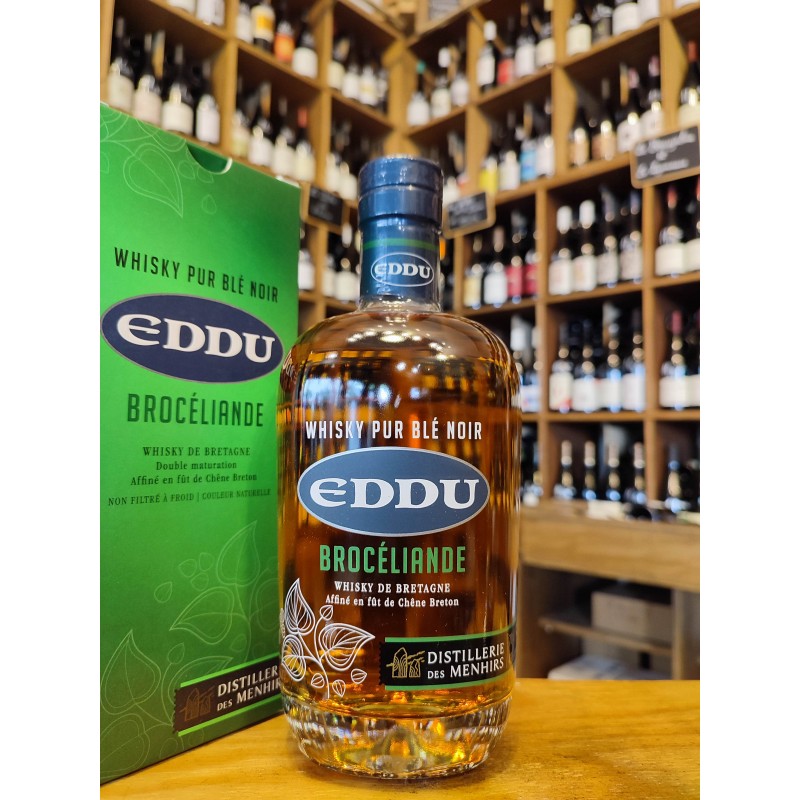 WHISKY PUR BLÉ NOIR
EDDU
BROCÉLIANDE
WHISKY DE BRETAGNE
Double maturation
Affiné en fût de Chêne Breton
NON FILTRÉ À FROID | COULEUR NATURELLE
DISTILLERIE
DES MENHIRS
EDDU
WHISKY PUR BLÉ NOIR
EDDU
BROCÉLIANDE
WHISKY DE BRETAGNE
Affiné en fût de Chêne Breton
DISTILLERIE
DES MENHIRS